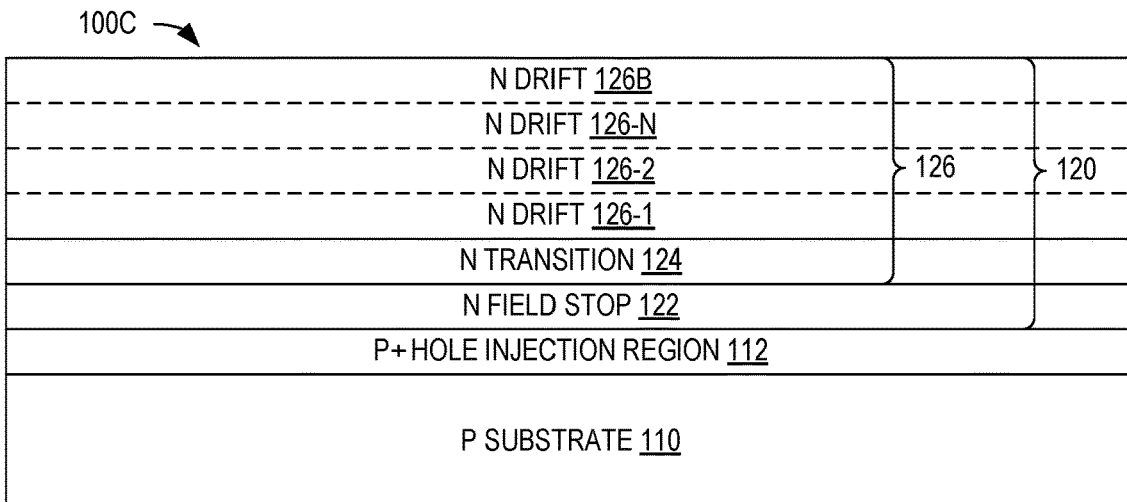 100C
N DRIFT 126B
N DRIFT 126-N
N DRIFT 126-2
126
120
N DRIFT 126-1
N TRANSITION 124
N FIELD STOP 122
P+ HOLE INJECTION REGION 112
P SUBSTRATE 110